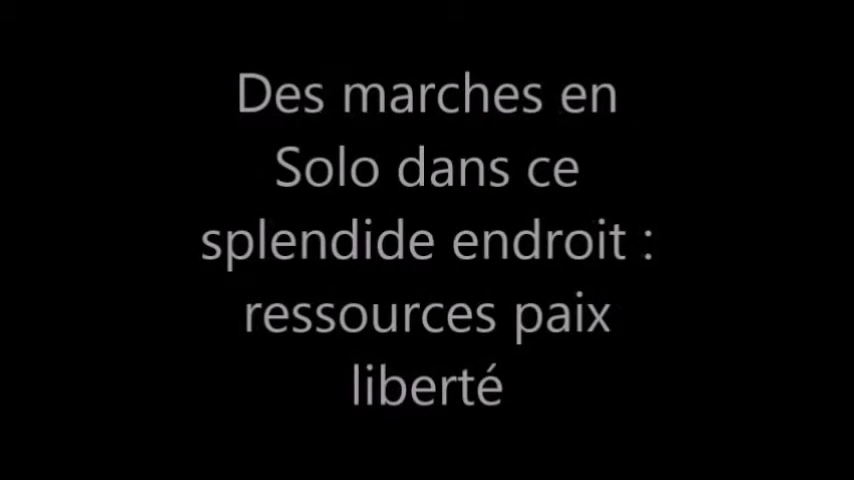 Des marches en
Solo dans ce
splendide endroit :
ressources paix
liberté